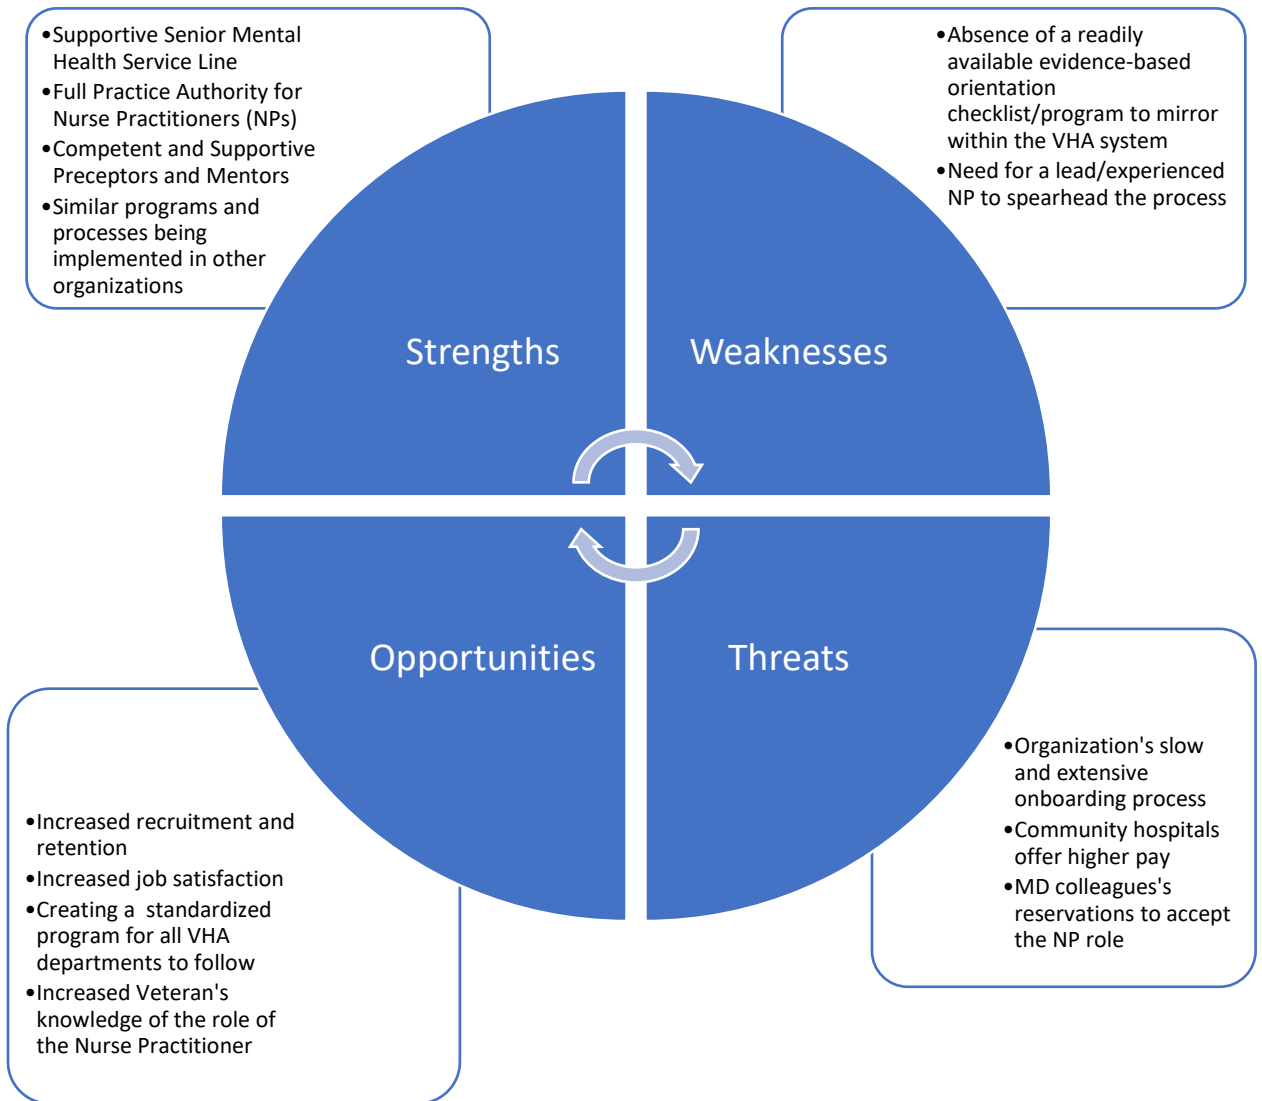 •Supportive Senior Mental
Health Service Line
•Full Practice Authority for
Nurse Practitioners (NPs)
•Competent and Supportive
Preceptors and Mentors
•Similar programs and
processes being
implemented in other
organizations
•Absence of a readily
available evidence-based
orientation
checklist/program to mirror
within the VHA system
•Need for a lead/experienced
NP to spearhead the process
Strengths
Weaknesses
Opportunities
Threats
•Increased recruitment and
retention
•Increased job satisfaction
•Creating a  standardized
program for all VHA
departments to follow
•Increased Veteran's
knowledge of the role of
the Nurse Practitioner
•Organization's slow
and extensive
onboarding process
•Community hospitals
offer higher pay
•MD colleagues's
reservations to accept
the NP role